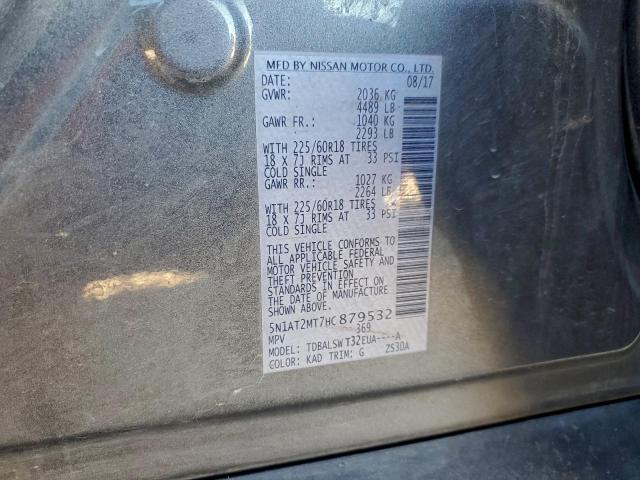 MFD BY NISSAN MOTOR CO., LTD.
DATE: 08/17
GVWR: 2036 KG
4489 LB
GAWR FR.: 1040 KG
2293 LB
WITH 225/60R18 TIRES
18 X 7J RIMS AT 33 PSI
COLD SINGLE
GAWR RR.: 1027 KG
2264 LB
WITH 225/60R18 TIRES
18 X 7J RIMS AT 33 PSI
COLD SINGLE
THIS VEHICLE CONFORMS TO
ALL APPLICABLE FEDERAL
MOTOR VEHICLE SAFETY AND
THEFT PREVENTION
STANDARDS IN EFFECT ON
THE DATE OF MANUFACTURE
SHOWN ABOVE.
5N1AT2MT7HC879532
MPV 369
MODEL: TDBALSWT32EUA----A
COLOR: KAD TRIM: G ZS3DA